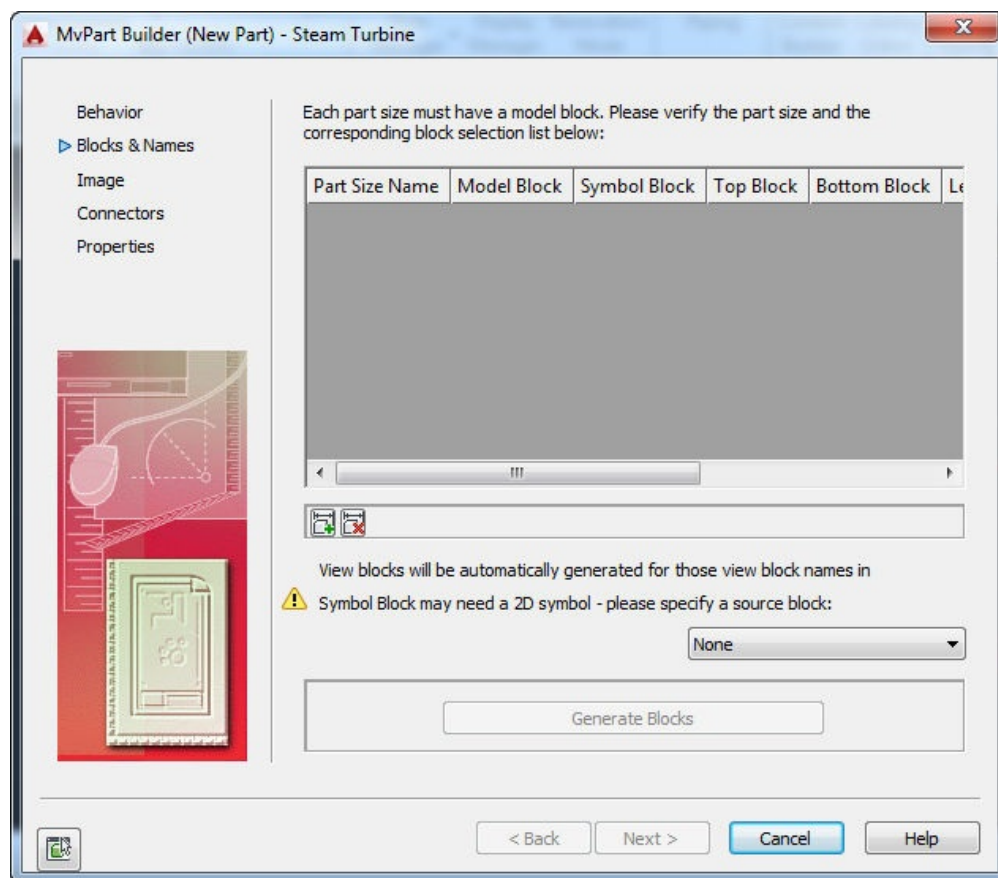 MvPart Builder (New Part) - Steam Turbine
Behavior
Blocks & Names
Image
Connectors
Properties
Each part size must have a model block. Please verify the part size and the
corresponding block selection list below:
Part Size Name Model Block Symbol Block Top Block Bottom Block Le
View blocks will be automatically generated for those view block names in
Symbol Block may need a 2D symbol - please specify a source block:
None
Generate Blocks
< Back Next > Cancel Help